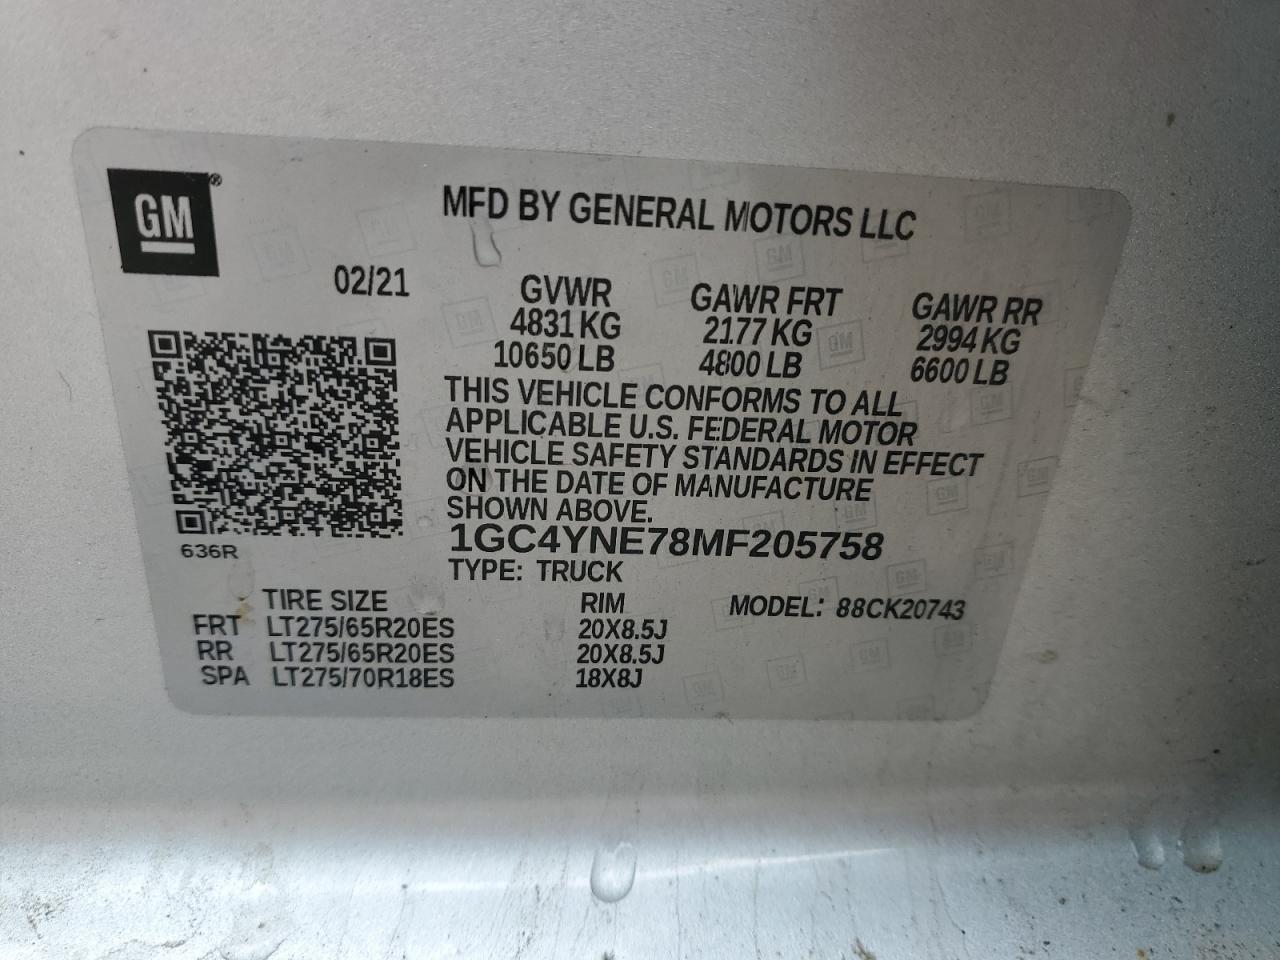 GM®
MFD BY GENERAL MOTORS LLC
02/21
GVWR GAWR FRT GAWR RR
4831 KG 2177 KG 2994 KG
10650 LB 4800 LB 6600 LB
THIS VEHICLE CONFORMS TO ALL
APPLICABLE U.S. FEDERAL MOTOR
VEHICLE SAFETY STANDARDS IN EFFECT
ON THE DATE OF MANUFACTURE
SHOWN ABOVE.
1GC4YNE78MF205758
636R
TYPE: TRUCK
TIRE SIZE RIM MODEL: 88CK20743
FRT LT275/65R20ES 20X8.5J
RR LT275/65R20ES 20X8.5J
SPA LT275/70R18ES 18X8J